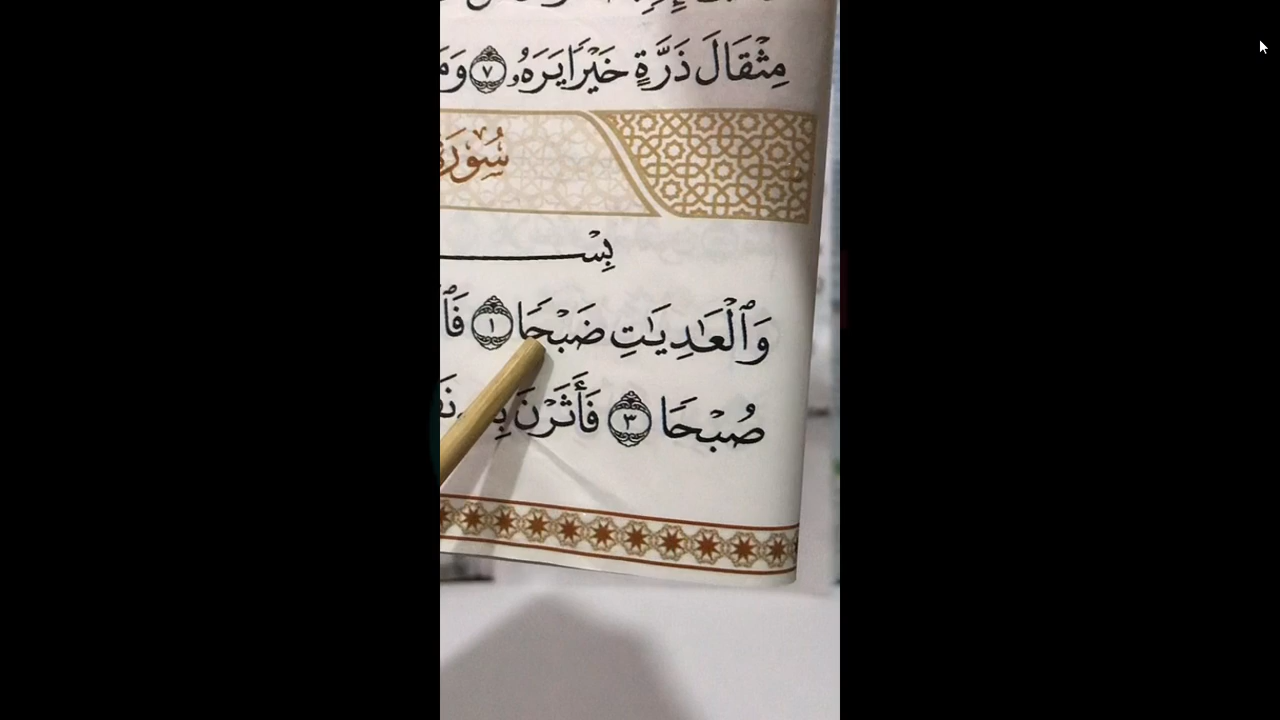 مِثْقَالَ ذَرَّةٍ خَيْرًا يَرَهُۥ ٧
سُورَة
بِسْ
وَٱلْعَٰدِيَٰتِ ضَبْحًا ١
صُبْحًا ٣ فَأَثَرْنَ